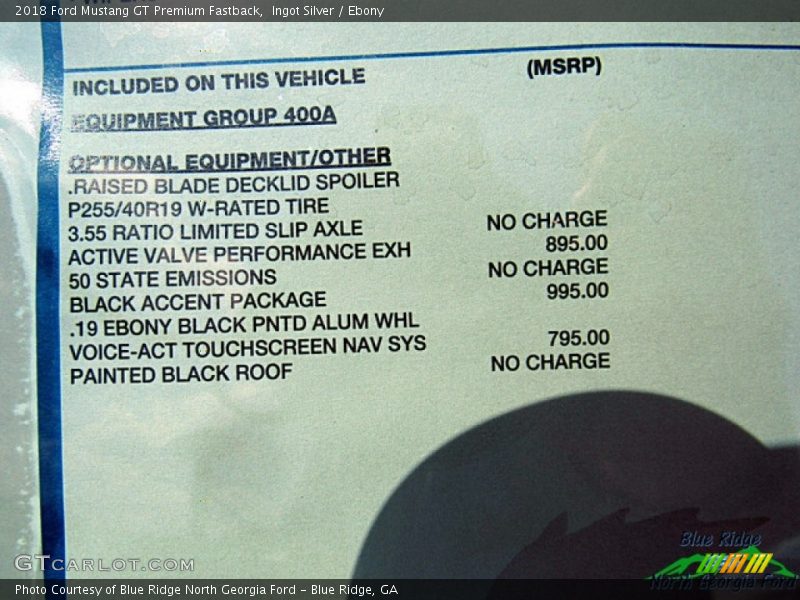 2018 Ford Mustang GT Premium Fastback, Ingot Silver / Ebony
INCLUDED ON THIS VEHICLE (MSRP)
EQUIPMENT GROUP 400A
OPTIONAL EQUIPMENT/OTHER
.RAISED BLADE DECKLID SPOILER
P255/40R19 W-RATED TIRE
3.55 RATIO LIMITED SLIP AXLE NO CHARGE
ACTIVE VALVE PERFORMANCE EXH 895.00
50 STATE EMISSIONS NO CHARGE
BLACK ACCENT PACKAGE 995.00
.19 EBONY BLACK PNTD ALUM WHL
VOICE-ACT TOUCHSCREEN NAV SYS 795.00
PAINTED BLACK ROOF NO CHARGE
Blue Ridge
North Georgia Ford
GTCARLOT.COM
Photo Courtesy of Blue Ridge North Georgia Ford - Blue Ridge, GA